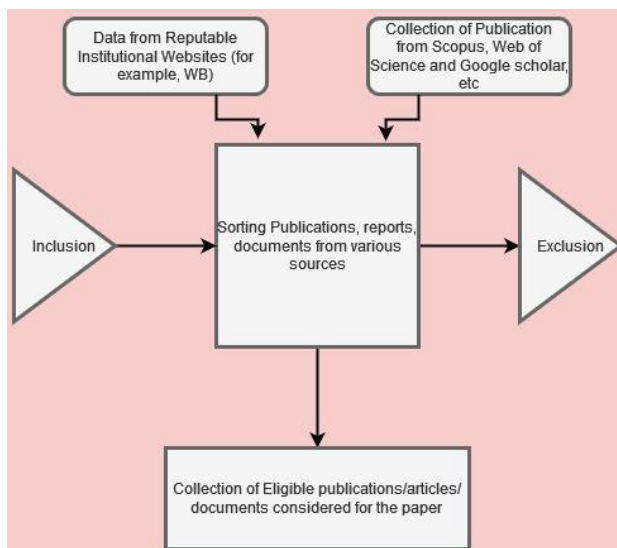 Data from Reputable
Institutional Websites (for
example, WB)
Collection of Publication
from Scopus, Web of
Science and Google scholar,
etc
Inclusion
Sorting Publications, reports,
documents from various
sources
Exclusion
Collection of Eligible publications/articles/
documents considered for the paper